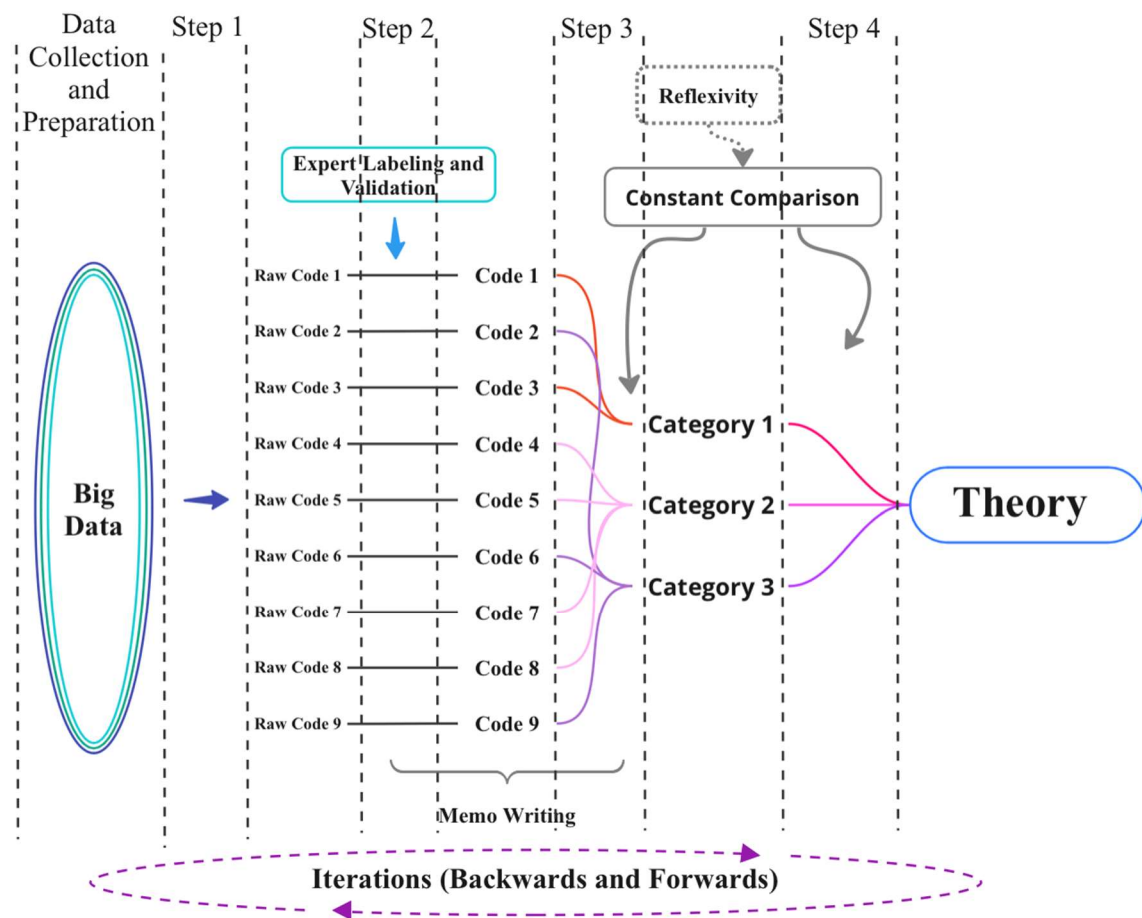 Data
Collection
and
Preparation
Step 1
Step 2
Step 3
Step 4
Reflexivity
Expert Labeling and
Validation
Constant Comparison
Raw Code 1
Code 1
Raw Code 2
Code 2
Raw Code 3
Code 3
Raw Code 4
Code 4
Raw Code 5
Code 5
Raw Code 6
Code 6
Raw Code 7
Code 7
Raw Code 8
Code 8
Raw Code 9
Code 9
Big
Data
Category 1
Category 2
Category 3
Theory
Memo Writing
Iterations (Backwards and Forwards)